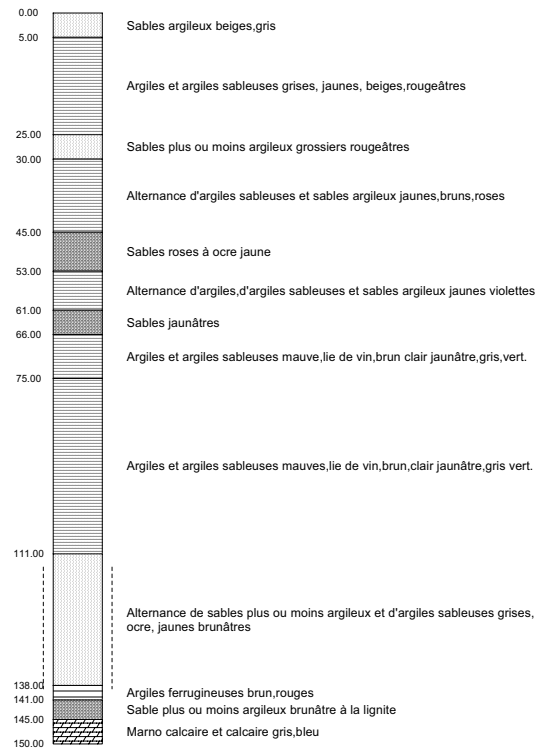 0.00
Sables argileux beiges,gris
5.00
Argiles et argiles sableuses grises, jaunes, beiges,rougeâtres
25.00
Sables plus ou moins argileux grossiers rougeâtres
30.00
Alternance d'argiles sableuses et sables argileux jaunes,bruns,roses
45.00
Sables roses à ocre jaune
53.00
Alternance d'argiles,d'argiles sableuses et sables argileux jaunes violettes
61.00
Sables jaunâtres
66.00
Argiles et argiles sableuses mauve,lie de vin,brun clair jaunâtre,gris,vert.
75.00
Argiles et argiles sableuses mauves,lie de vin,brun,clair jaunâtre,gris vert.
111.00
Alternance de sables plus ou moins argileux et d'argiles sableuses grises,
ocre, jaunes brunâtres
138.00
Argiles ferrugineuses brun,rouges
141.00
Sable plus ou moins argileux brunâtre à la lignite
145.00
Marno calcaire et calcaire gris,bleu
150.00